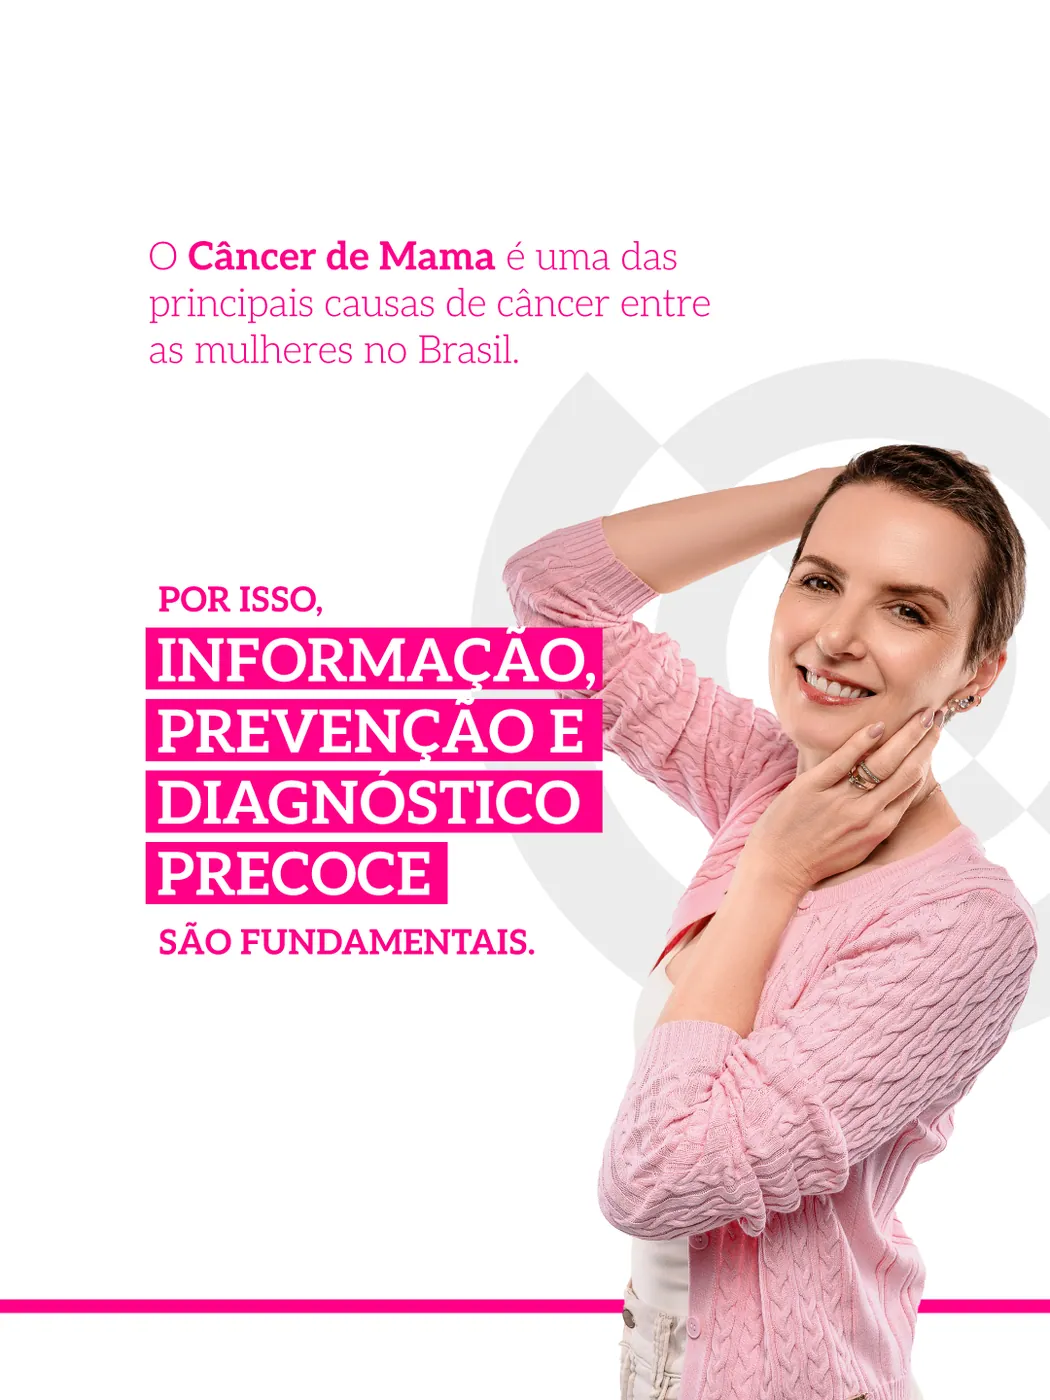 O Câncer de Mama é uma das
principais causas de câncer entre
as mulheres no Brasil.
POR ISSO,
INFORMAÇÃO,
PREVENÇÃO E
DIAGNÓSTICO
PRECOCE
SÃO FUNDAMENTAIS.